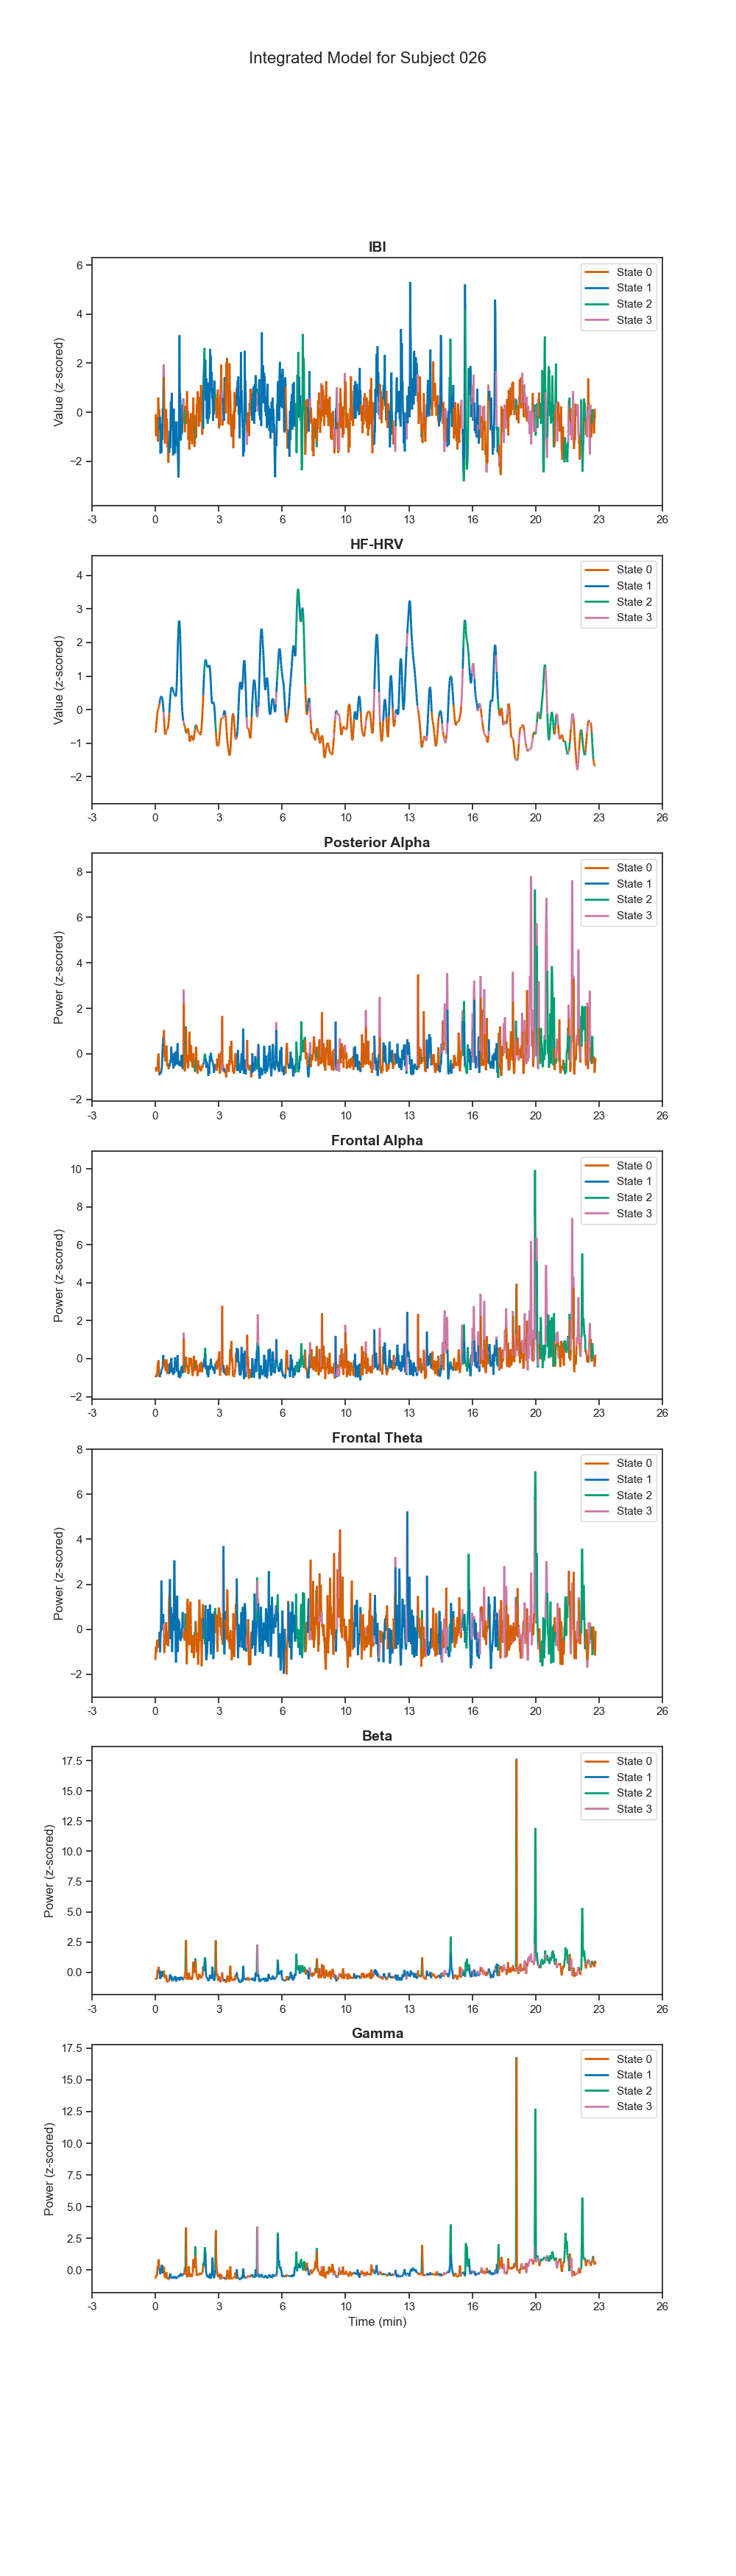 Integrated Model for Subject 026
IBI
6
4
2
0
−2
Value (z-scored)
State 0
State 1
State 2
State 3
-3 0 3 6 10 13 16 20 23 26
HF-HRV
4
3
2
1
0
−1
−2
Value (z-scored)
State 0
State 1
State 2
State 3
-3 0 3 6 10 13 16 20 23 26
Posterior Alpha
8
6
4
2
0
−2
Power (z-scored)
State 0
State 1
State 2
State 3
-3 0 3 6 10 13 16 20 23 26
Frontal Alpha
10
8
6
4
2
0
−2
Power (z-scored)
State 0
State 1
State 2
State 3
-3 0 3 6 10 13 16 20 23 26
Frontal Theta
8
6
4
2
0
−2
Power (z-scored)
State 0
State 1
State 2
State 3
-3 0 3 6 10 13 16 20 23 26
Beta
17.5
15.0
12.5
10.0
7.5
5.0
2.5
0.0
Power (z-scored)
State 0
State 1
State 2
State 3
-3 0 3 6 10 13 16 20 23 26
Gamma
17.5
15.0
12.5
10.0
7.5
5.0
2.5
0.0
Power (z-scored)
State 0
State 1
State 2
State 3
-3 0 3 6 10 13 16 20 23 26
Time (min)